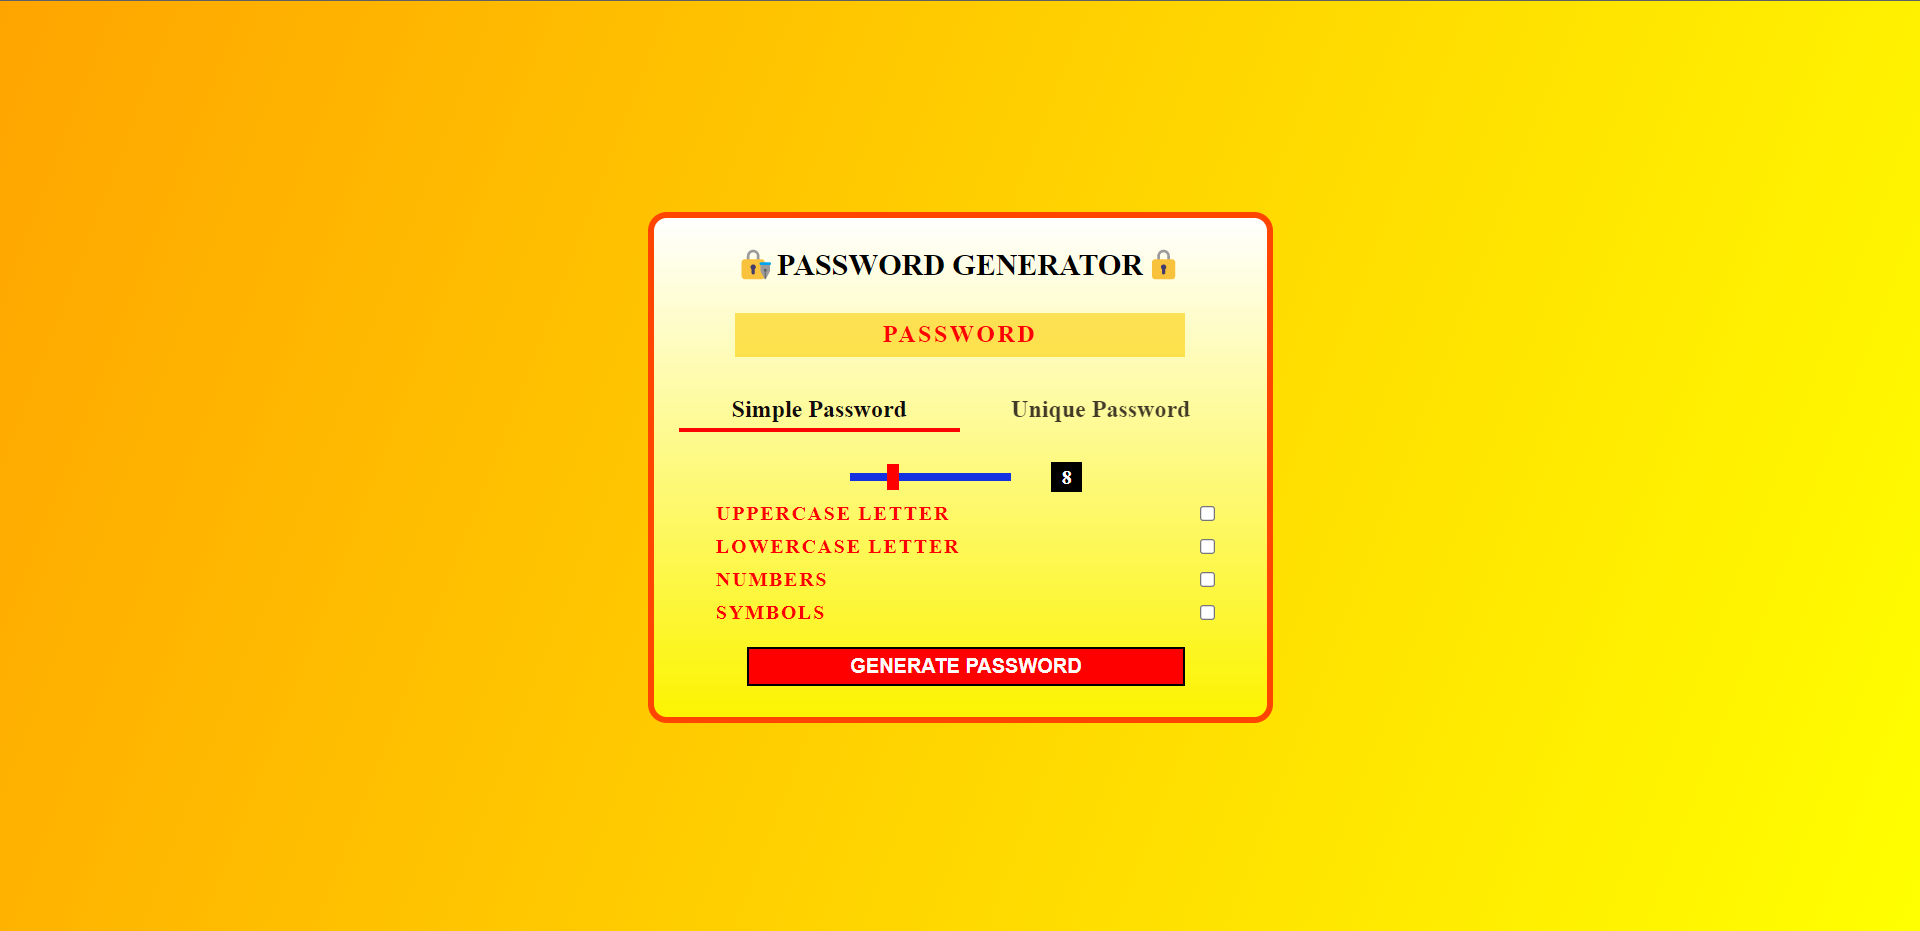 🔐 PASSWORD GENERATOR 🔒
PASSWORD
Simple Password Unique Password
8
UPPERCASE LETTER
LOWERCASE LETTER
NUMBERS
SYMBOLS
GENERATE PASSWORD